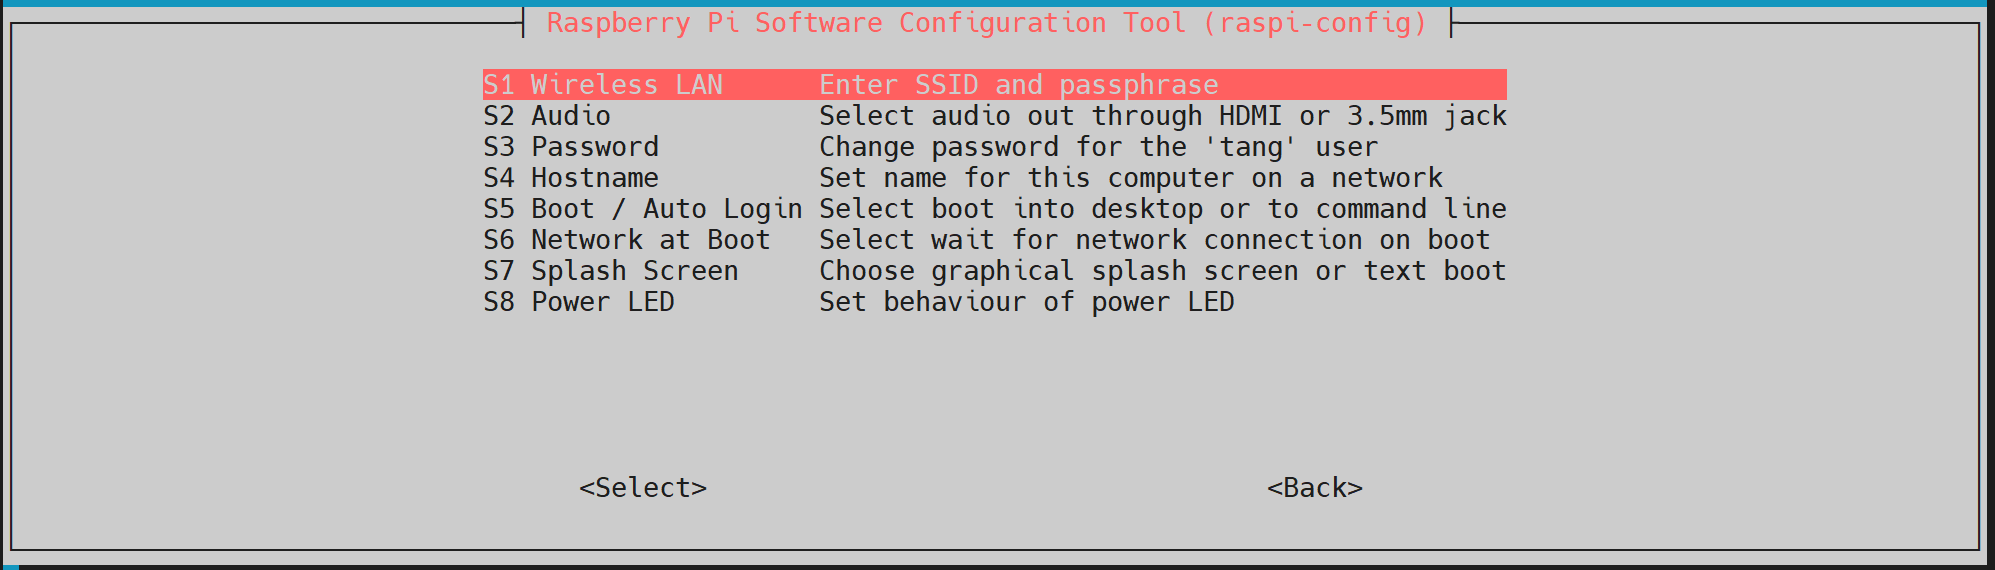 Raspberry Pi Software Configuration Tool (raspi-config)
S1 Wireless LAN Enter SSID and passphrase
S2 Audio Select audio out through HDMI or 3.5mm jack
S3 Password Change password for the 'tang' user
S4 Hostname Set name for this computer on a network
S5 Boot / Auto Login Select boot into desktop or to command line
S6 Network at Boot Select wait for network connection on boot
S7 Splash Screen Choose graphical splash screen or text boot
S8 Power LED Set behaviour of power LED
<Select> <Back>